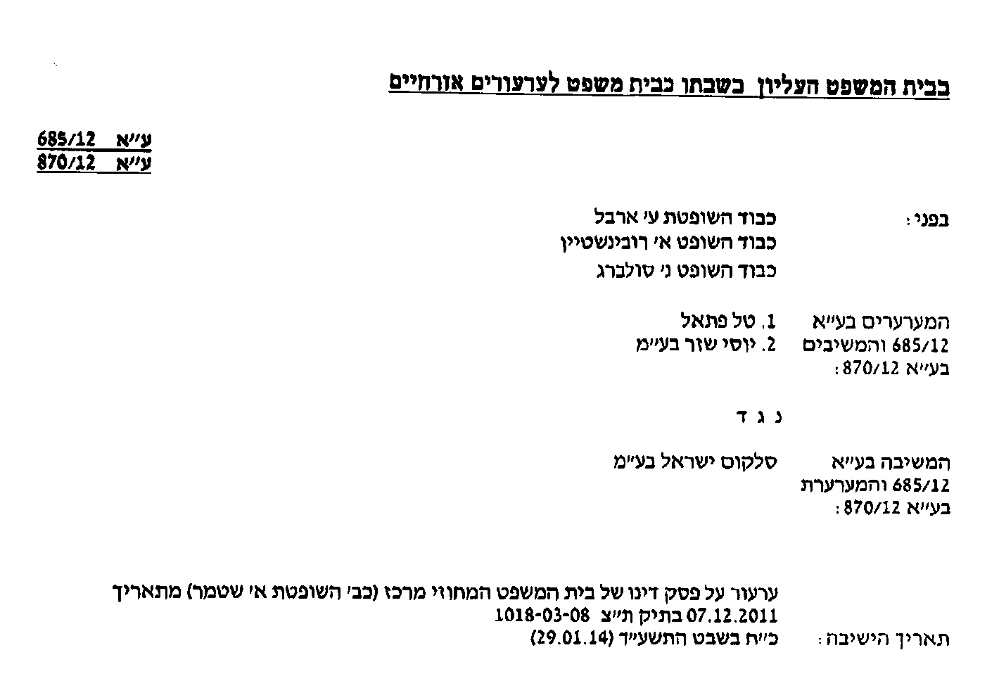 בבית המשפט העליון בשבתו כבית משפט לערעורים אזרחיים
ע"א 685/12
ע"א 870/12
בפני: כבוד השופטת ע' ארבל
כבוד השופט א' רובינשטיין
כבוד השופט נ' סולברג
המערערים בע"א 1. טל פתאל
685/12 והמשיבים 2. יוסי שזר בע"מ
בע"א 870/12:
נ ג ד
המשיבה בע"א סלקום ישראל בע"מ
685/12 והמערערת
בע"א 870/12:
ערעור על פסק דינו של בית המשפט המחוזי מרכז (כב' השופטת א' שטמר) מתאריך
07.12.2011 בתיק ת"צ 1018-03-08
תאריך הישיבה: כ"ח בשבט התשע"ד (29.01.14)